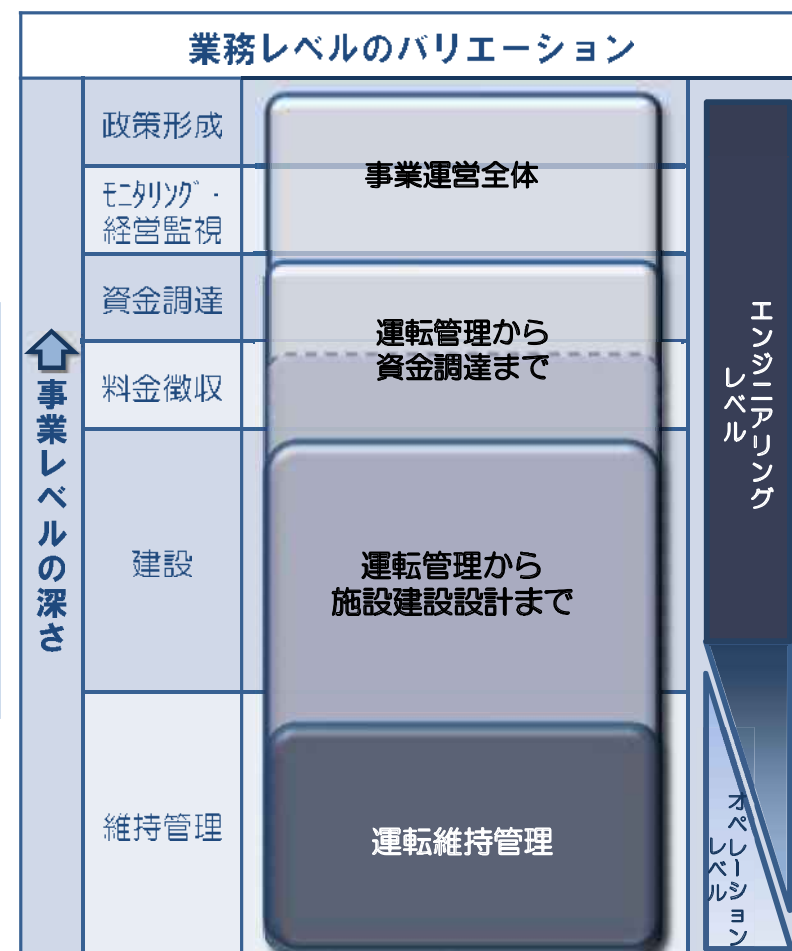 業務レベルのバリエーション
事業レベルの深さ
政策形成
ﾓﾆﾀﾘﾝｸﾞ・
経営監視
資金調達
料金徴収
建設
維持管理
事業運営全体
運転管理から
資金調達まで
運転管理から
施設建設設計まで
運転維持管理
エンジニアリング
レベル
オペレーション
レベル